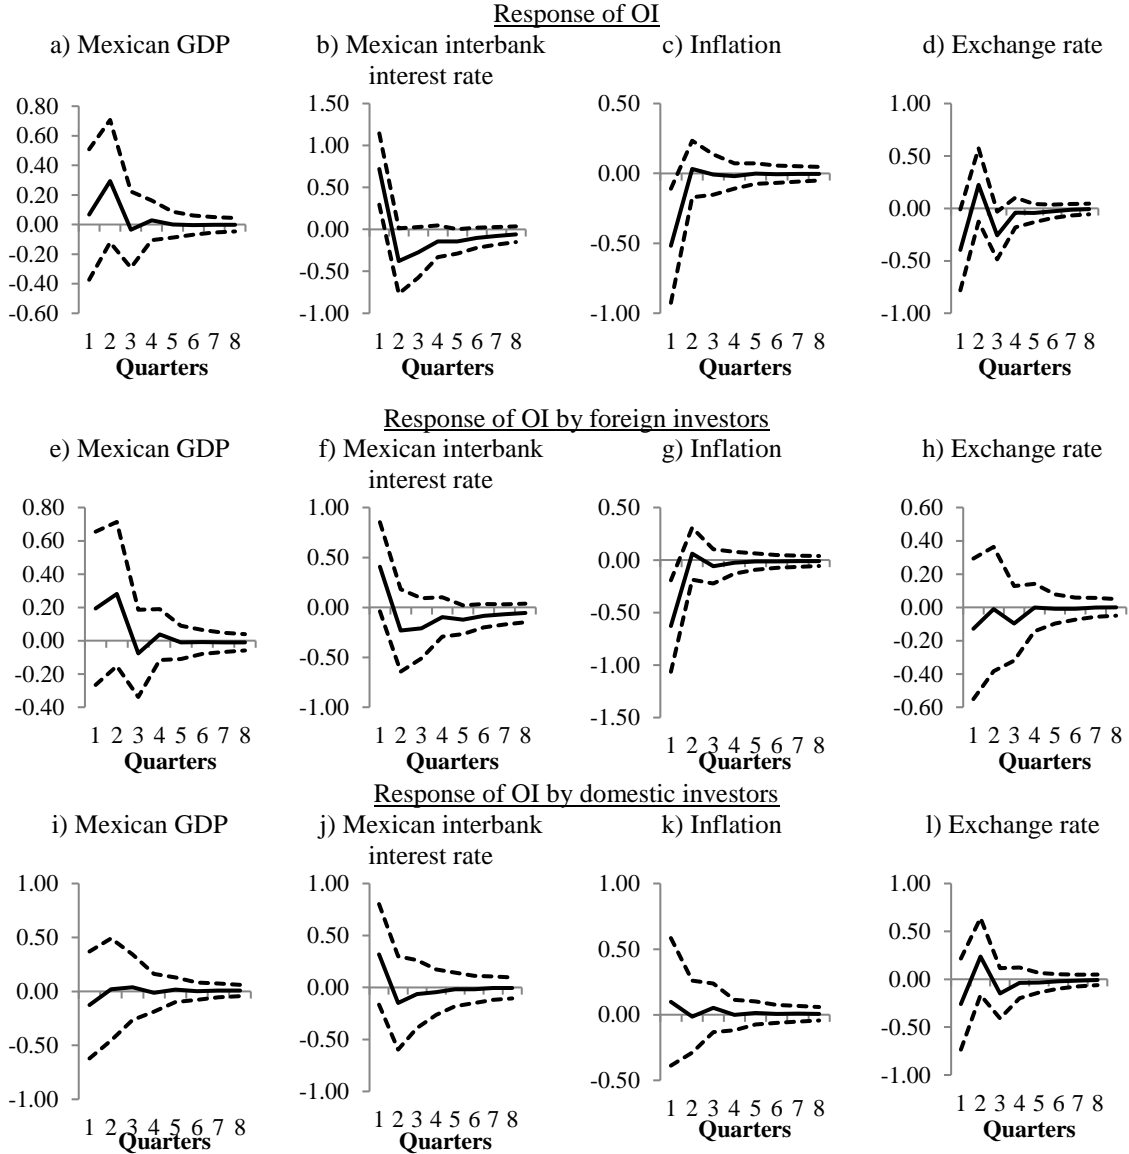 Response of OI
a) Mexican GDP
b) Mexican interbank
interest rate
c) Inflation
d) Exchange rate
0.80
0.60
0.40
0.20
0.00
-0.20
-0.40
-0.60
1 2 3 4 5 6 7 8
Quarters
1.50
1.00
0.50
0.00
-0.50
-1.00
1 2 3 4 5 6 7 8
Quarters
0.50
0.00
-0.50
-1.00
1 2 3 4 5 6 7 8
Quarters
1.00
0.50
0.00
-0.50
-1.00
1 2 3 4 5 6 7 8
Quarters
Response of OI by foreign investors
e) Mexican GDP
f) Mexican interbank
interest rate
g) Inflation
h) Exchange rate
0.80
0.60
0.40
0.20
0.00
-0.20
-0.40
1 2 3 4 5 6 7 8
Quarters
1.00
0.50
0.00
-0.50
-1.00
1 2 3 4 5 6 7 8
Quarters
0.50
0.00
-0.50
-1.00
-1.50
1 2 3 4 5 6 7 8
Quarters
0.60
0.40
0.20
0.00
-0.20
-0.40
-0.60
1 2 3 4 5 6 7 8
Quarters
Response of OI by domestic investors
i) Mexican GDP
j) Mexican interbank
interest rate
k) Inflation
l) Exchange rate
1.00
0.50
0.00
-0.50
-1.00
1 2 3 4 5 6 7 8
Quarters
1.00
0.50
0.00
-0.50
-1.00
1 2 3 4 5 6 7 8
Quarters
1.00
0.50
0.00
-0.50
1 2 3 4 5 6 7 8
Quarters
1.00
0.50
0.00
-0.50
-1.00
1 2 3 4 5 6 7 8
Quarters